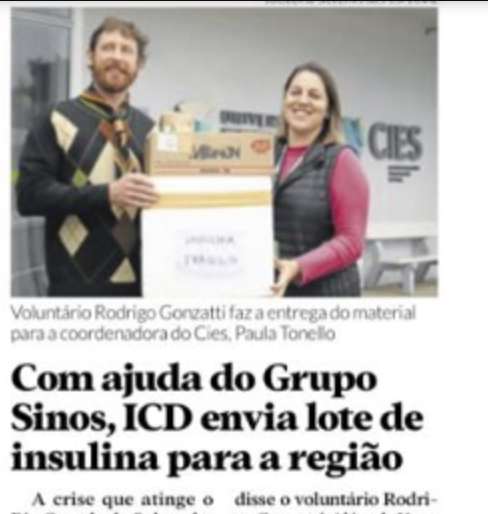 CIES
Voluntário Rodrigo Gonzatti faz a entrega do material
para a coordenadora do Cies, Paula Tonello
Com ajuda do Grupo
Sinos, ICD envia lote de
insulina para a região
A crise que atinge o
disse o voluntário Rodri-